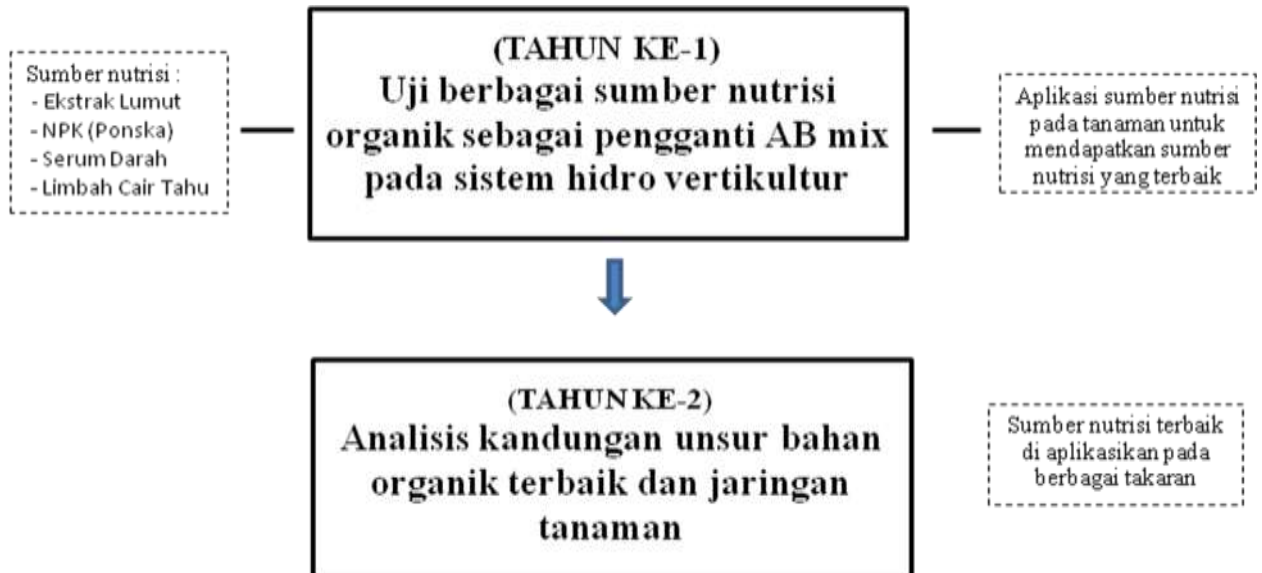 Sumber nutrisi :
- Ekstrak Lumut
- NPK (Ponska)
- Serum Darah
- Limbah Cair Tahu
(TAHUN KE-1)
Uji berbagai sumber nutrisi
organik sebagai pengganti AB mix
pada sistem hidro vertikultur
Aplikasi sumber nutrisi
pada tanaman untuk
mendapatkan sumber
nutrisi yang terbaik
(TAHUN KE-2)
Analisis kandungan unsur bahan
organik terbaik dan jaringan
tanaman
Sumber nutrisi terbaik
di aplikasikan pada
berbagai takaran